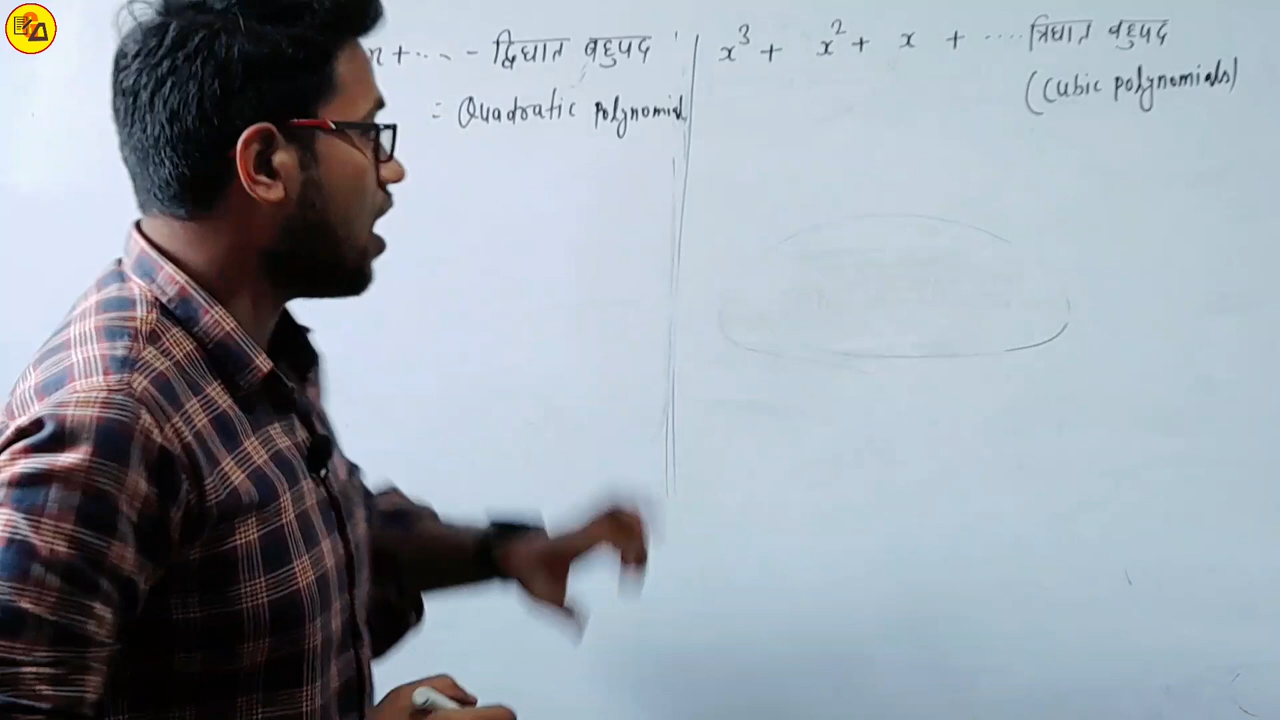 x + ... - द्विघात बहुपद
= Quadratic polynomial
x³ + x² + x + .... त्रिघात बहुपद
(Cubic polynomials)